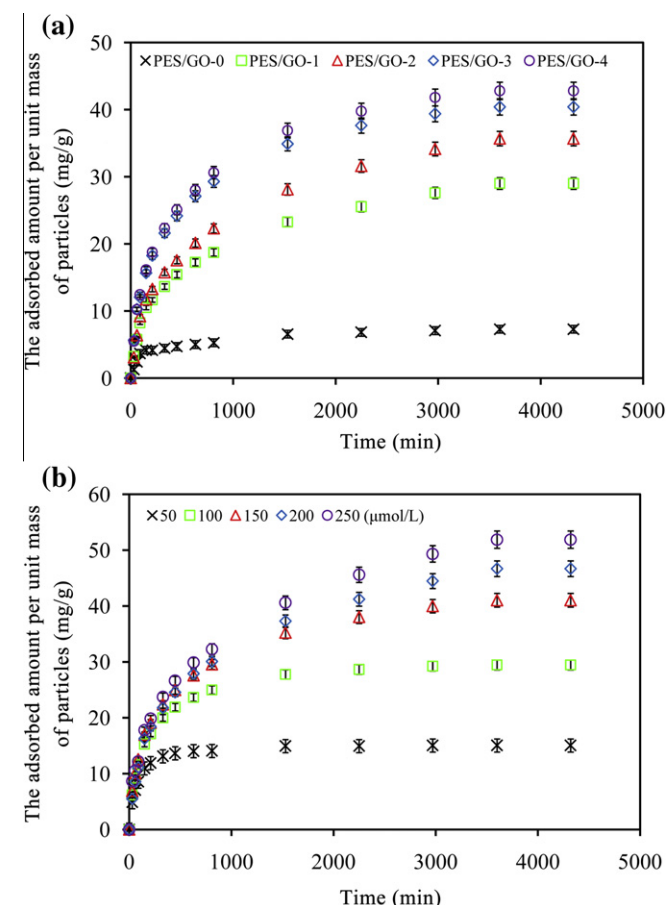 (a)
50
40
30
20
10
0
× PES/GO-0 □ PES/GO-1 △ PES/GO-2 ◇ PES/GO-3 ○ PES/GO-4
The adsorbed amount per unit mass
of particles (mg/g)
0 1000 2000 3000 4000 5000
Time (min)
(b)
60
50
40
30
20
10
0
× 50 □ 100 △ 150 ◇ 200 ○ 250 (μmol/L)
The adsorbed amount per unit mass
of particles (mg/g)
0 1000 2000 3000 4000 5000
Time (min)